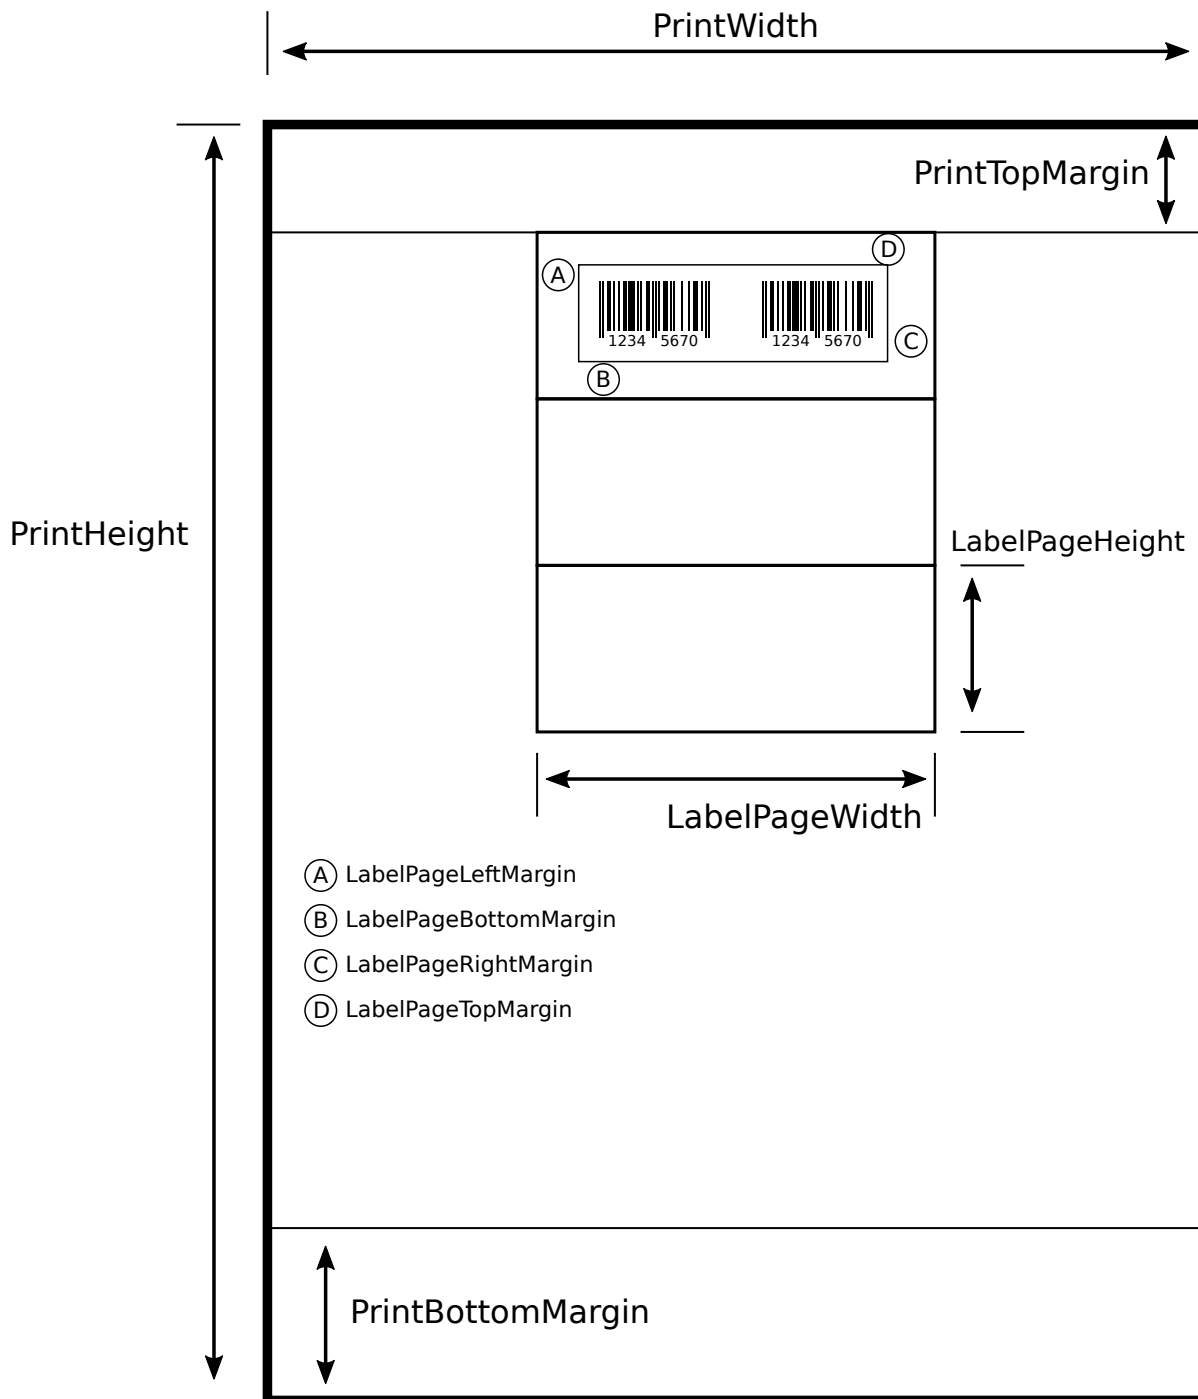 PrintWidth
PrintTopMargin
D
A
1234 5670 1234 5670
C
B
PrintHeight
LabelPageHeight
LabelPageWidth
A LabelPageLeftMargin
B LabelPageBottomMargin
C LabelPageRightMargin
D LabelPageTopMargin
PrintBottomMargin